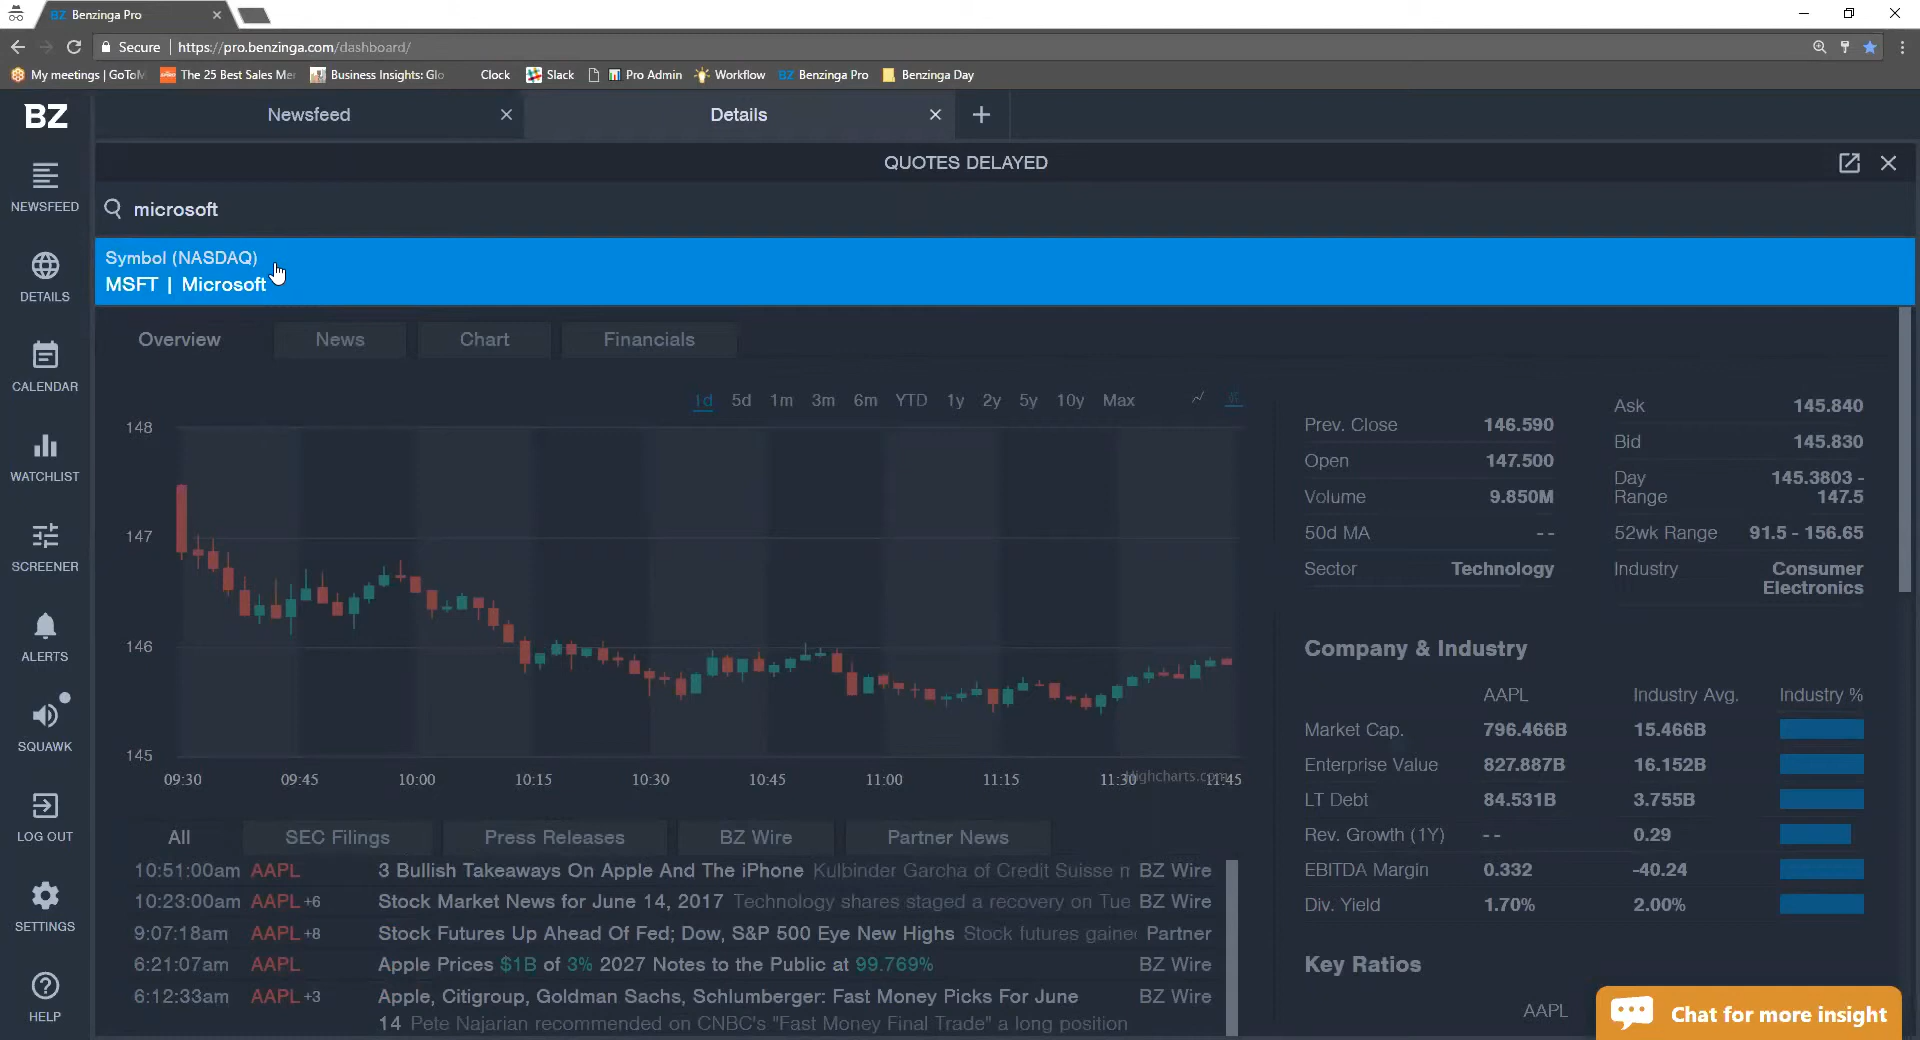 BZ Benzinga Pro
Secure | https://pro.benzinga.com/dashboard/
My meetings | GoToM The 25 Best Sales Mer Business Insights: Glo Clock Slack Pro Admin Workflow Benzinga Pro Benzinga Day
BZ
NEWSFEED
DETAILS
CALENDAR
WATCHLIST
SCREENER
ALERTS
SQUAWK
LOG OUT
SETTINGS
HELP
Newsfeed Details
QUOTES DELAYED
microsoft
Symbol (NASDAQ)
MSFT | Microsoft
Overview News Chart Financials
1d 5d 1m 3m 6m YTD 1y 2y 5y 10y Max
148
147
146
145
09:30 09:45 10:00 10:15 10:30 10:45 11:00 11:15 11:30 11:45
Highcharts.com
Prev. Close 146.590
Open 147.500
Volume 9.850M
50d MA --
Sector Technology
Ask 145.840
Bid 145.830
Day Range 145.3803 -
147.5
52wk Range 91.5 - 156.65
Industry Consumer
Electronics
Company & Industry
AAPL Industry Avg. Industry %
Market Cap. 796.466B 15.466B
Enterprise Value 827.887B 16.152B
LT Debt 84.531B 3.755B
Rev. Growth (1Y) -- 0.29
EBITDA Margin 0.332 -40.24
Div. Yield 1.70% 2.00%
Key Ratios
AAPL
All SEC Filings Press Releases BZ Wire Partner News
10:51:00am AAPL 3 Bullish Takeaways On Apple And The iPhone Kulbinder Garcha of Credit Suisse BZ Wire
10:23:00am AAPL +6 Stock Market News for June 14, 2017 Technology shares staged a recovery on Tue BZ Wire
9:07:18am AAPL +8 Stock Futures Up Ahead Of Fed; Dow, S&P 500 Eye New Highs Stock futures gained Partner
6:21:07am AAPL Apple Prices $1B of 3% 2027 Notes to the Public at 99.769% BZ Wire
6:12:33am AAPL +3 Apple, Citigroup, Goldman Sachs, Schlumberger: Fast Money Picks For June BZ Wire
14 Pete Najarian recommended on CNBC's "Fast Money Final Trade" a long position
Chat for more insight